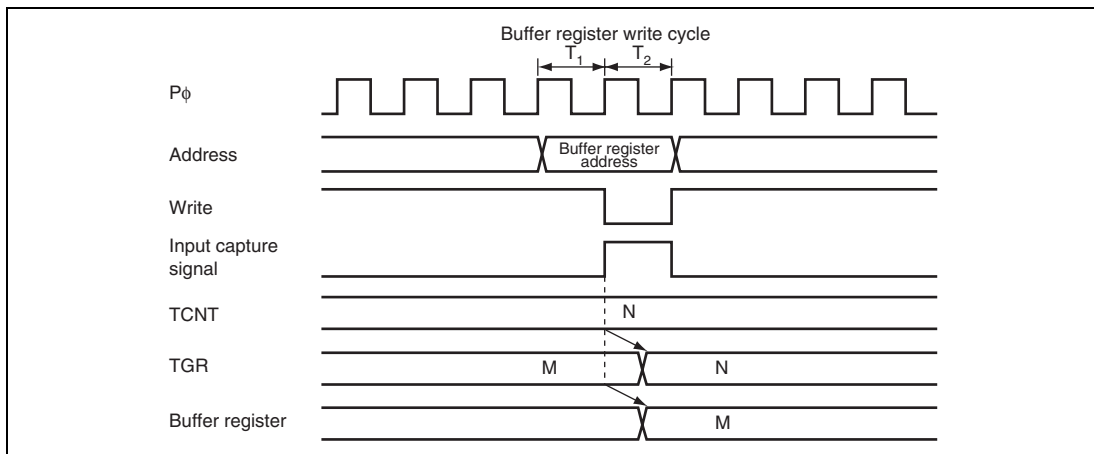 Buffer register write cycle
T1 T2
Pϕ
Address
Buffer register
address
Write
Input capture
signal
TCNT
N
TGR
M N
Buffer register
M